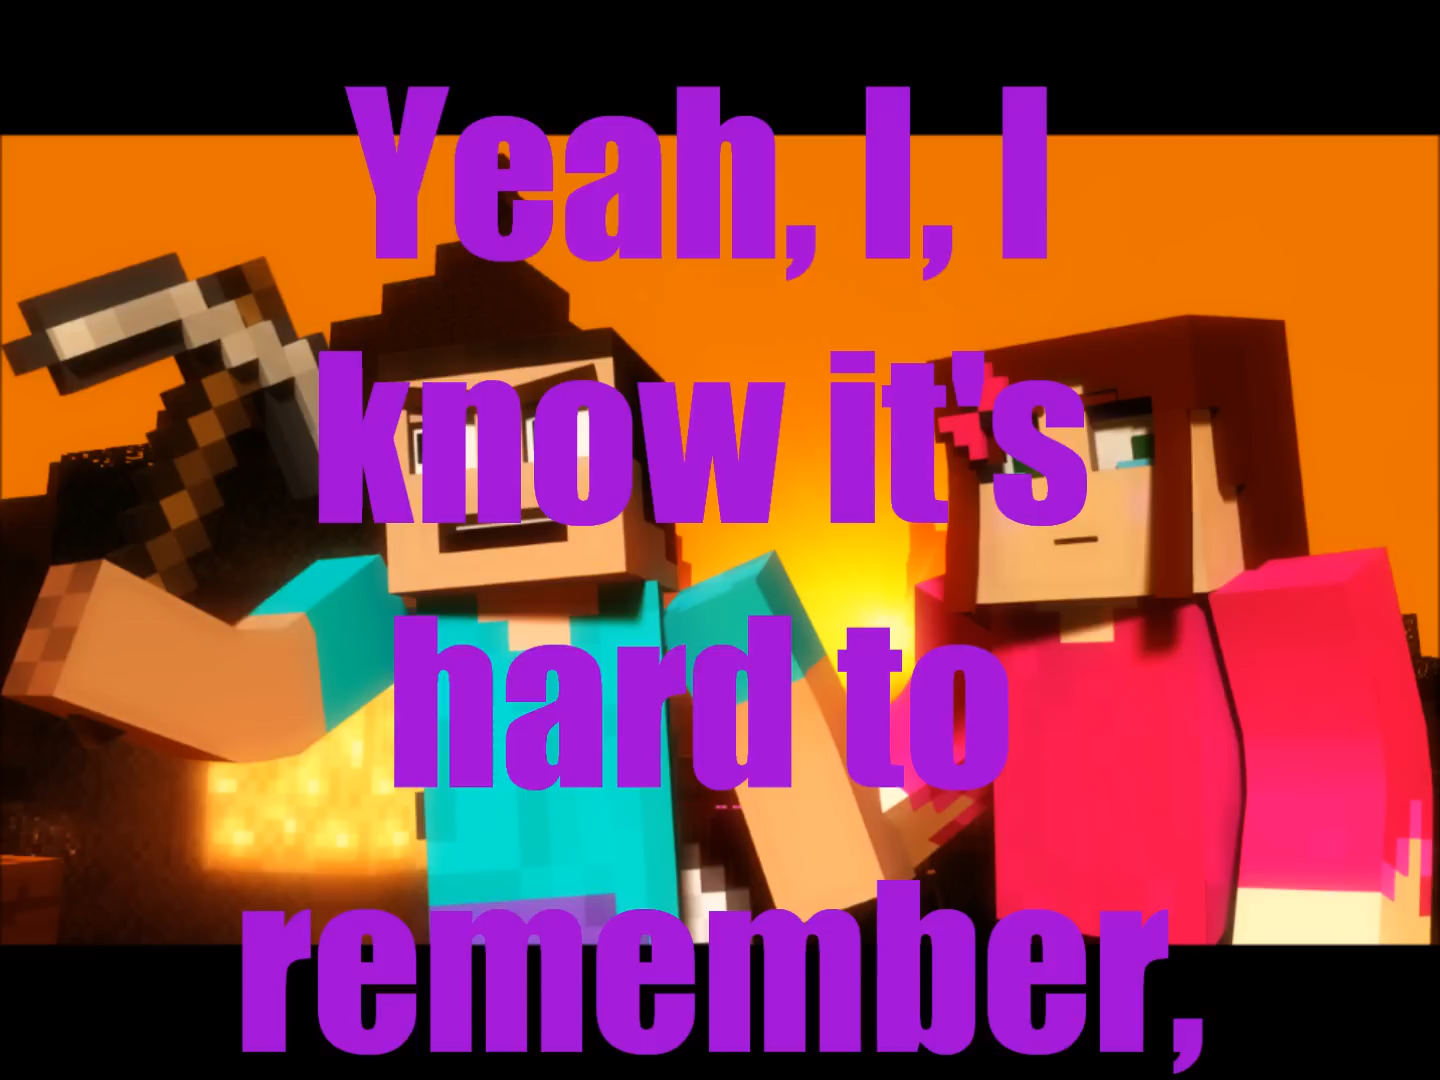 Yeah, I, I
know it's
hard to
remember,